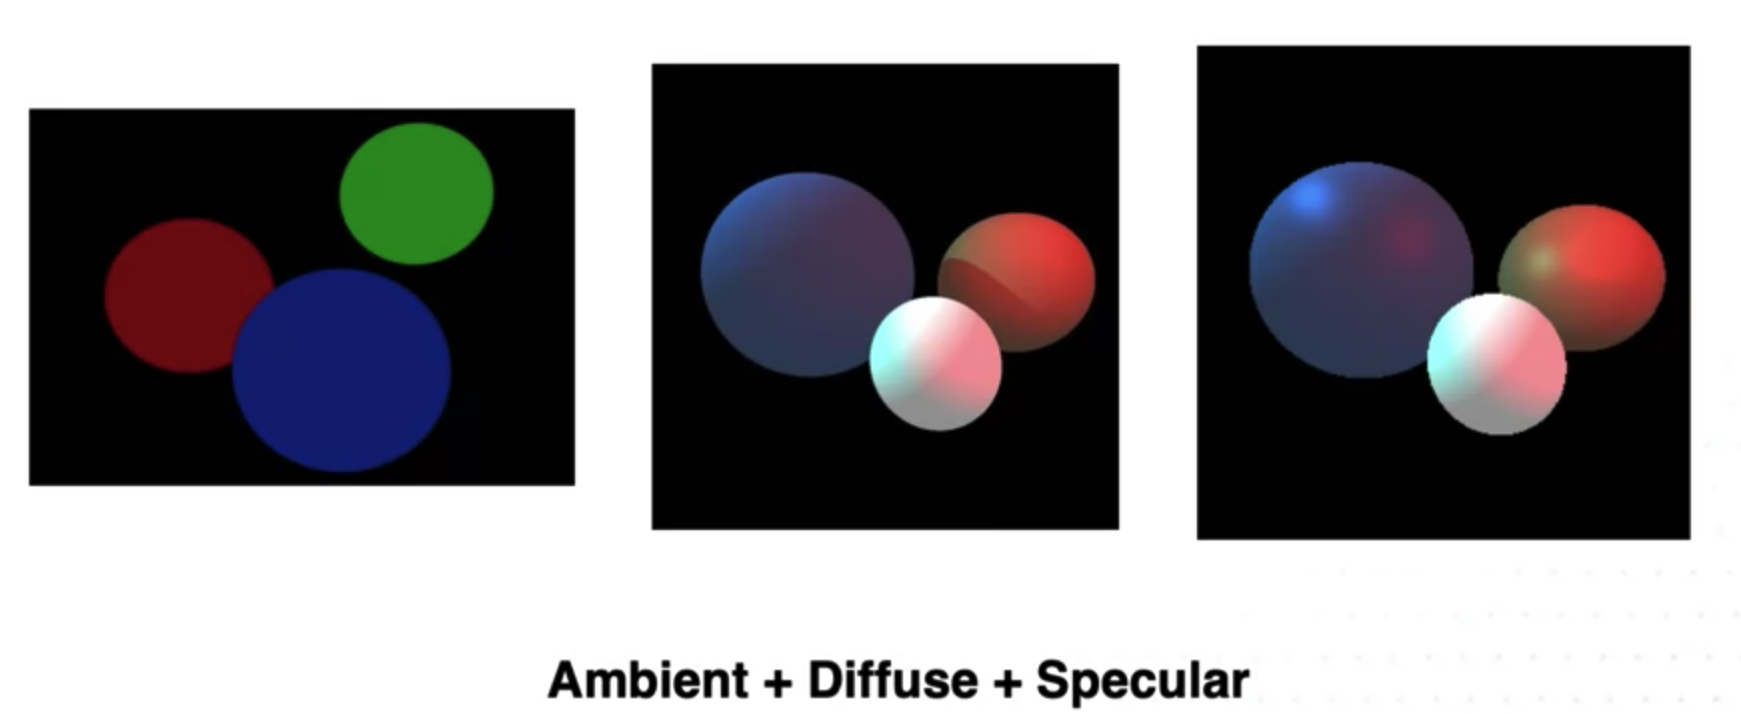 Ambient + Diffuse + Specular